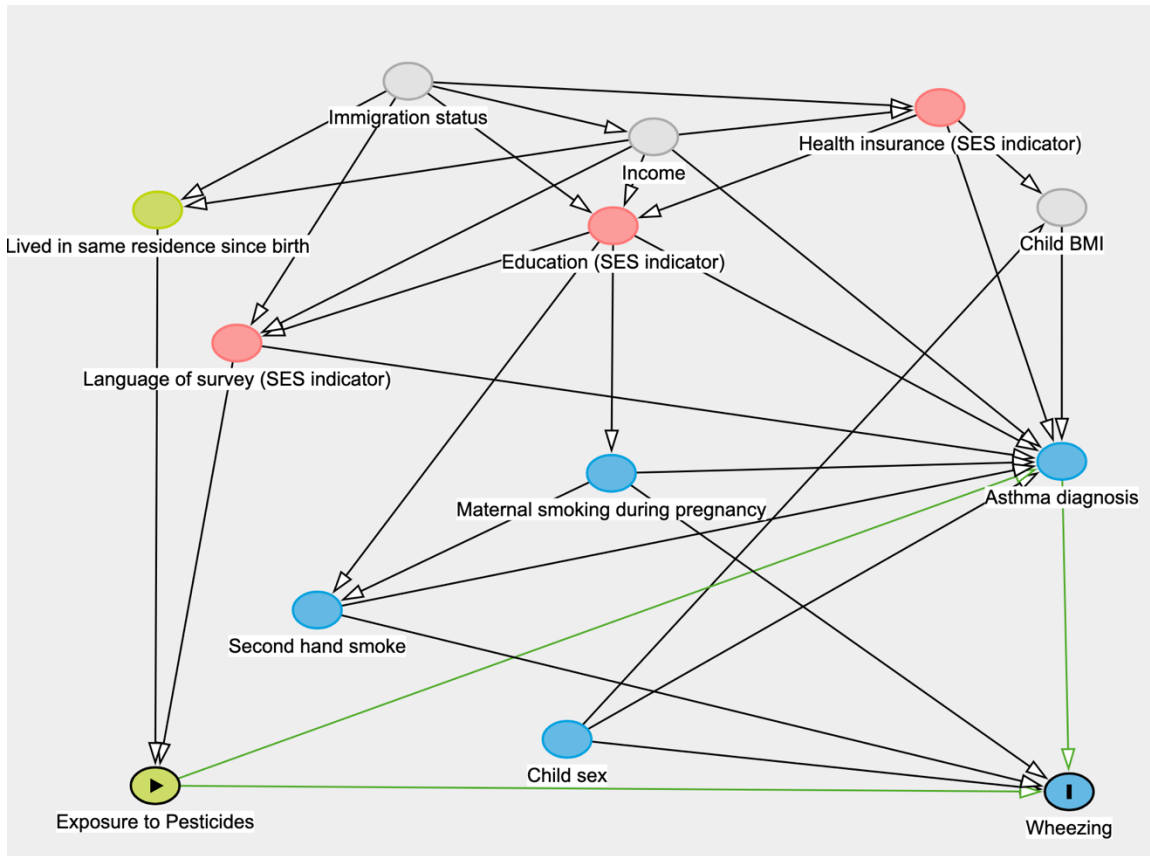 Immigration status
Health insurance (SES indicator)
Income
Lived in same residence since birth
Child BMI
Education (SES indicator)
Language of survey (SES indicator)
Asthma diagnosis
Maternal smoking during pregnancy
Second hand smoke
Child sex
Exposure to Pesticides
Wheezing